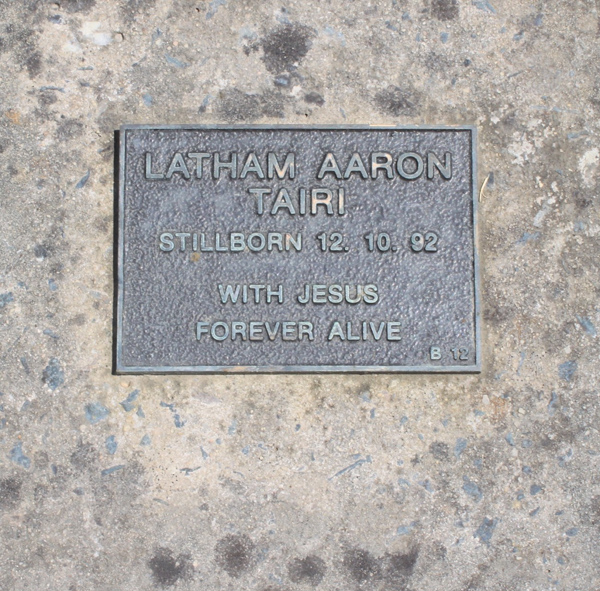 LATHAM AARON
TAIRI
STILLBORN 12. 10. 92
WITH JESUS
FOREVER ALIVE
B 12